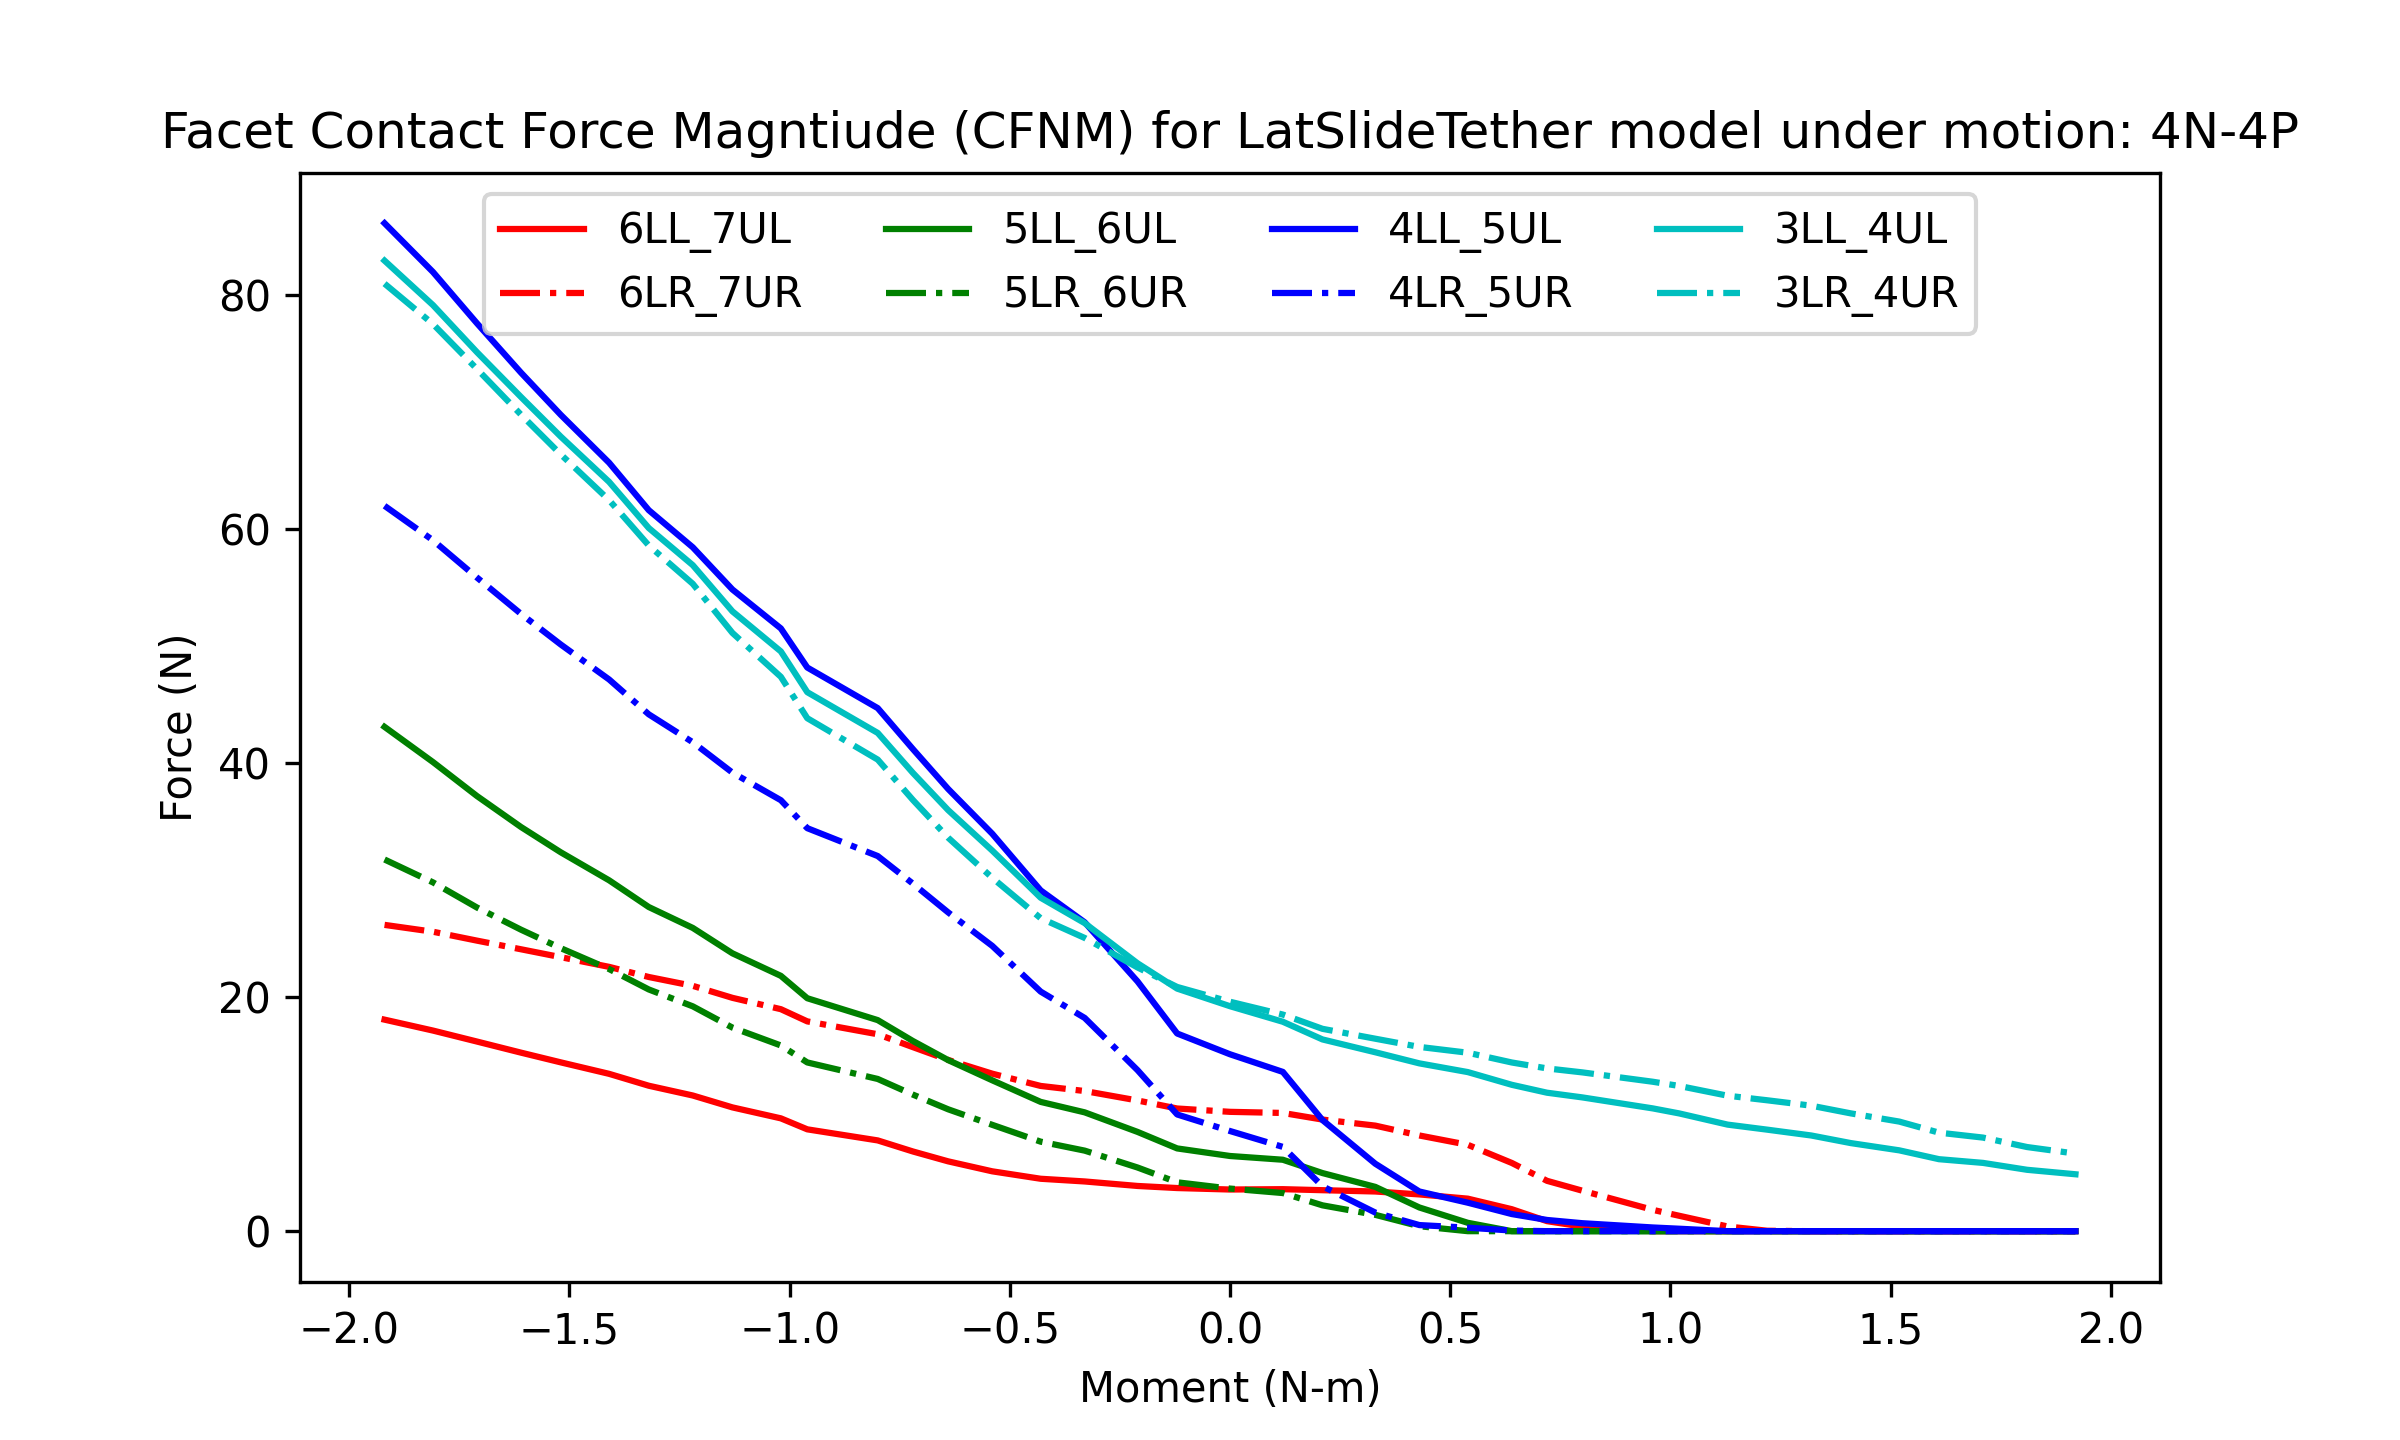 Facet Contact Force Magntiude (CFNM) for LatSlideTether model under motion: 4N-4P
6LL_7UL 5LL_6UL 4LL_5UL 3LL_4UL
6LR_7UR 5LR_6UR 4LR_5UR 3LR_4UR
80
60
40
20
0
Force (N)
−2.0 −1.5 −1.0 −0.5 0.0 0.5 1.0 1.5 2.0
Moment (N-m)